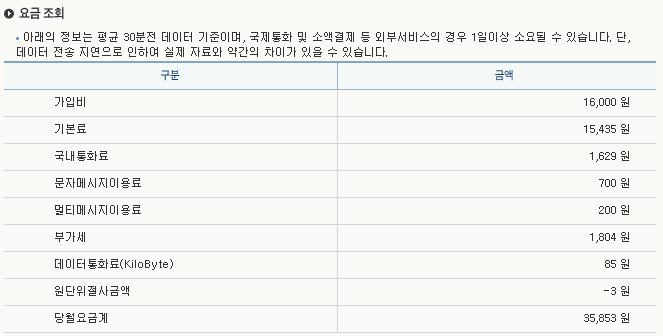 요금 조회
아래의 정보는 평균 30분전 데이터 기준이며, 국제통화 및 소액결제 등 외부서비스의 경우 1일이상 소요될 수 있습니다. 단,
데이터 전송 지연으로 인하여 실제 자료와 약간의 차이가 있을 수 있습니다.
구분 금액
가입비 16,000 원
기본료 15,435 원
국내통화료 1,629 원
문자메시지이용료 700 원
멀티메시지이용료 200 원
부가세 1,804 원
데이터통화료(KiloByte) 85 원
원단위절사금액 -3 원
당월요금계 35,853 원